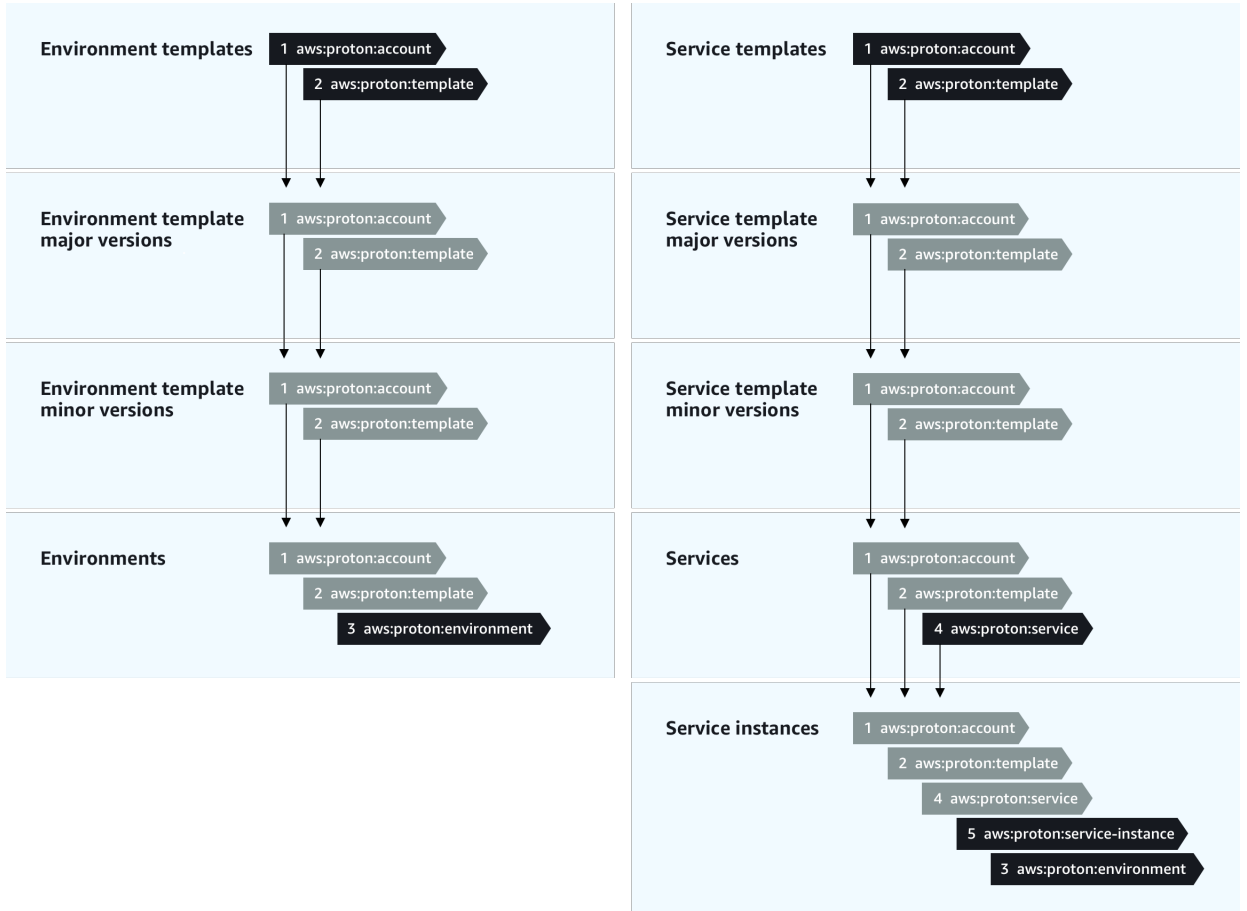 Environment templates
1 aws:proton:account
2 aws:proton:template
Environment template
major versions
1 aws:proton:account
2 aws:proton:template
Environment template
minor versions
1 aws:proton:account
2 aws:proton:template
Environments
1 aws:proton:account
2 aws:proton:template
3 aws:proton:environment
Service templates
1 aws:proton:account
2 aws:proton:template
Service template
major versions
1 aws:proton:account
2 aws:proton:template
Service template
minor versions
1 aws:proton:account
2 aws:proton:template
Services
1 aws:proton:account
2 aws:proton:template
4 aws:proton:service
Service instances
1 aws:proton:account
2 aws:proton:template
4 aws:proton:service
5 aws:proton:service-instance
3 aws:proton:environment